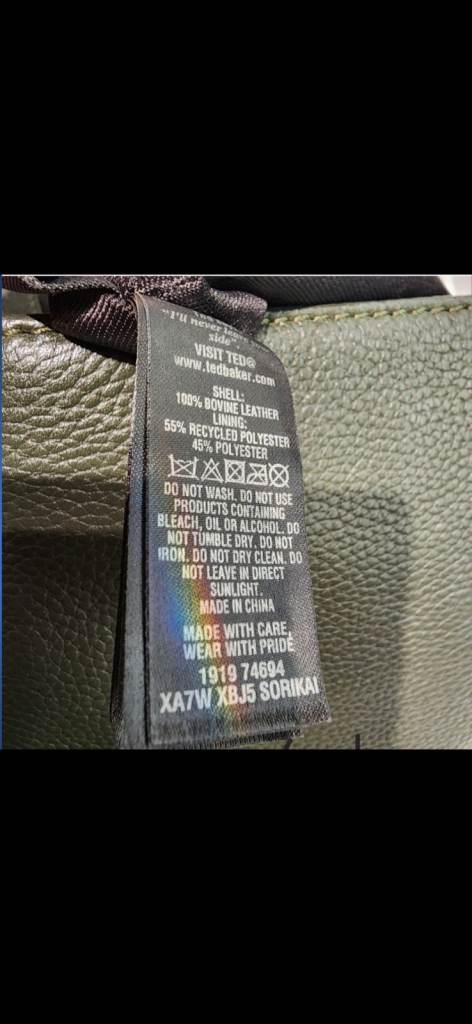 "I'll never leave
side".
VISIT TED®
www.tedbaker.com
SHELL:
100% BOVINE LEATHER
LINING:
55% RECYCLED POLYESTER
45% POLYESTER
DO NOT WASH. DO NOT USE
PRODUCTS CONTAINING
BLEACH, OIL OR ALCOHOL. DO
NOT TUMBLE DRY. DO NOT
IRON. DO NOT DRY CLEAN. DO
NOT LEAVE IN DIRECT
SUNLIGHT.
MADE IN CHINA
MADE WITH CARE,
WEAR WITH PRIDE
1919 74694
XA7W XBJ5 SORIKAI